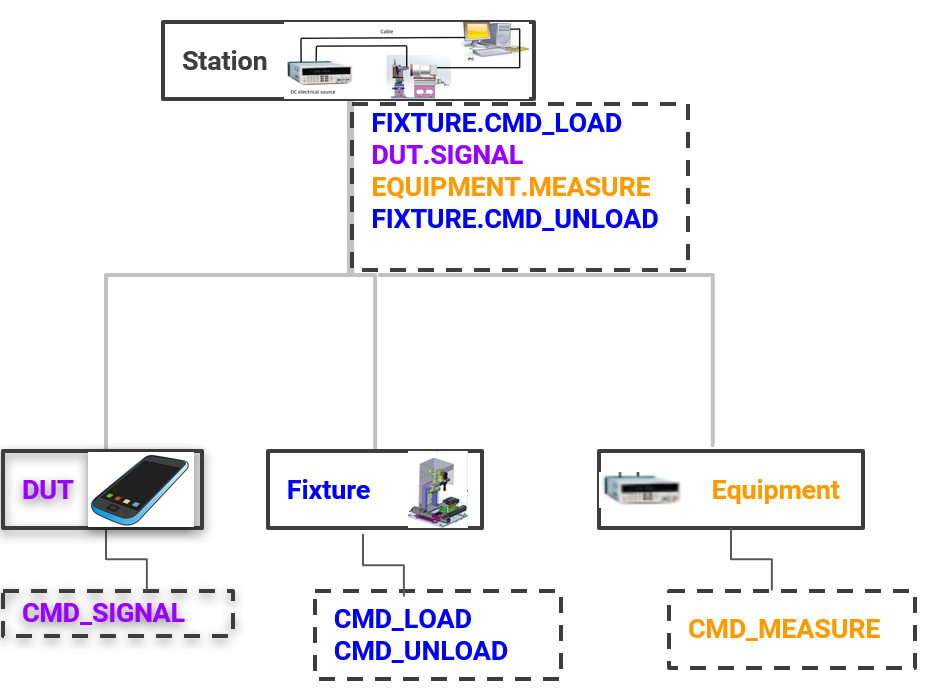 Station
Cable
PC
DC electrical source
FIXTURE.CMD_LOAD
DUT.SIGNAL
EQUIPMENT.MEASURE
FIXTURE.CMD_UNLOAD
DUT
Fixture
Equipment
CMD_SIGNAL
CMD_LOAD
CMD_UNLOAD
CMD_MEASURE